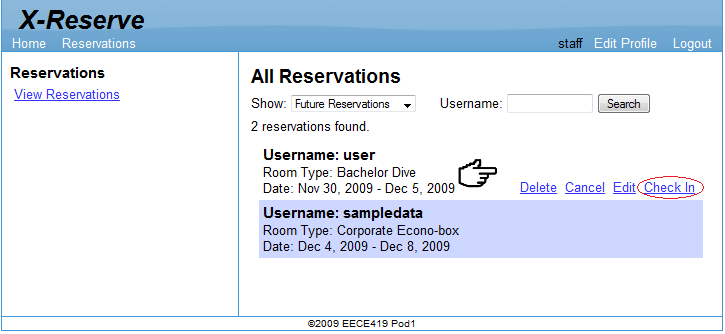 X-Reserve
Home Reservations staff Edit Profile Logout
Reservations
View Reservations
All Reservations
Show: Future Reservations Username: Search
2 reservations found.
Username: user
Room Type: Bachelor Dive
Date: Nov 30, 2009 - Dec 5, 2009 Delete Cancel Edit Check In
Username: sampledata
Room Type: Corporate Econo-box
Date: Dec 4, 2009 - Dec 8, 2009
©2009 EECE419 Pod1